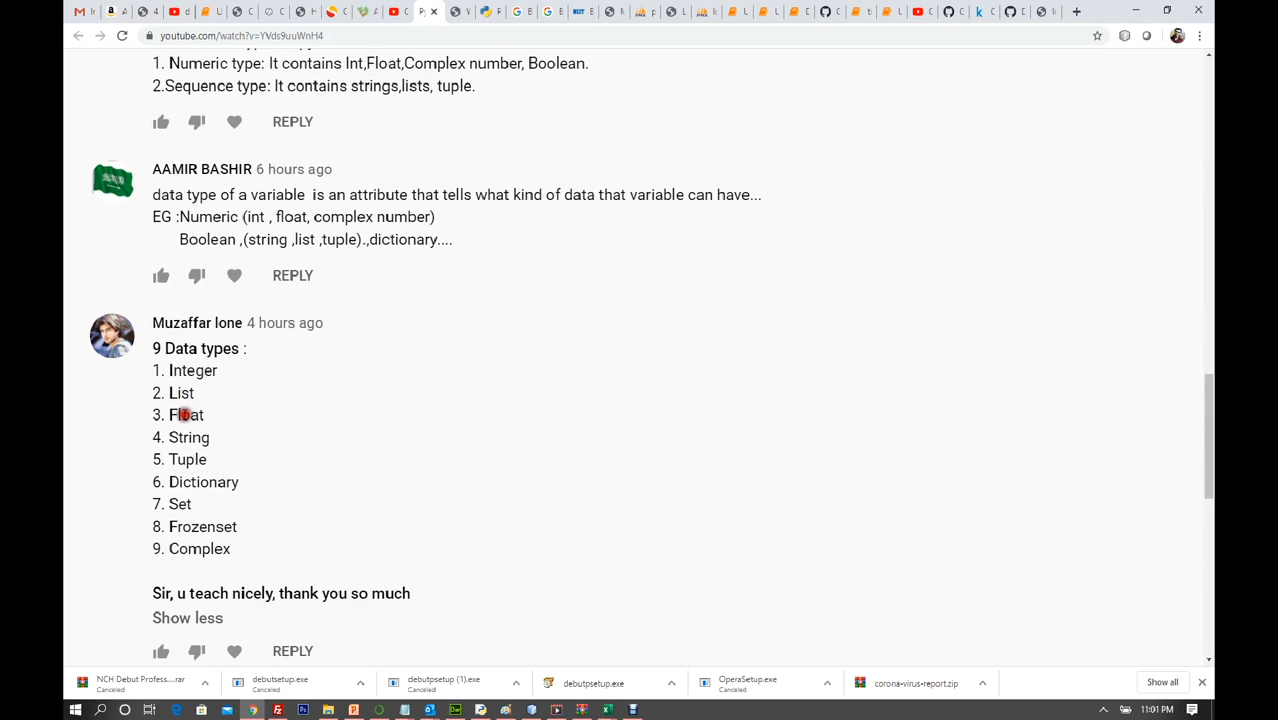 youtube.com/watch?v=YVds9uuWnH4
1. Numeric type: It contains Int,Float,Complex number, Boolean.
2.Sequence type: It contains strings,lists, tuple.
REPLY
AAMIR BASHIR 6 hours ago
data type of a variable is an attribute that tells what kind of data that variable can have...
EG :Numeric (int , float, complex number)
Boolean ,(string ,list ,tuple).,dictionary....
REPLY
Muzaffar lone 4 hours ago
9 Data types :
1. Integer
2. List
3. Float
4. String
5. Tuple
6. Dictionary
7. Set
8. Frozenset
9. Complex
Sir, u teach nicely, thank you so much
Show less
REPLY
NCH Debut Profess....rar
Canceled
debutsetup.exe
Canceled
debutpsetup (1).exe
Canceled
debutpsetup.exe
OperaSetup.exe
Canceled
corona-virus-report.zip
Show all
11:01 PM